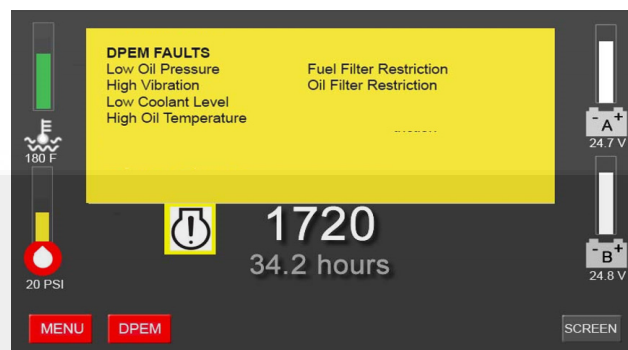 DPEM FAULTS
Low Oil Pressure
High Vibration
Low Coolant Level
High Oil Temperature
Fuel Filter Restriction
Oil Filter Restriction
180 F
20 PSI
1720
34.2 hours
- A +
24.7 V
- B +
24.8 V
MENU
DPEM
SCREEN